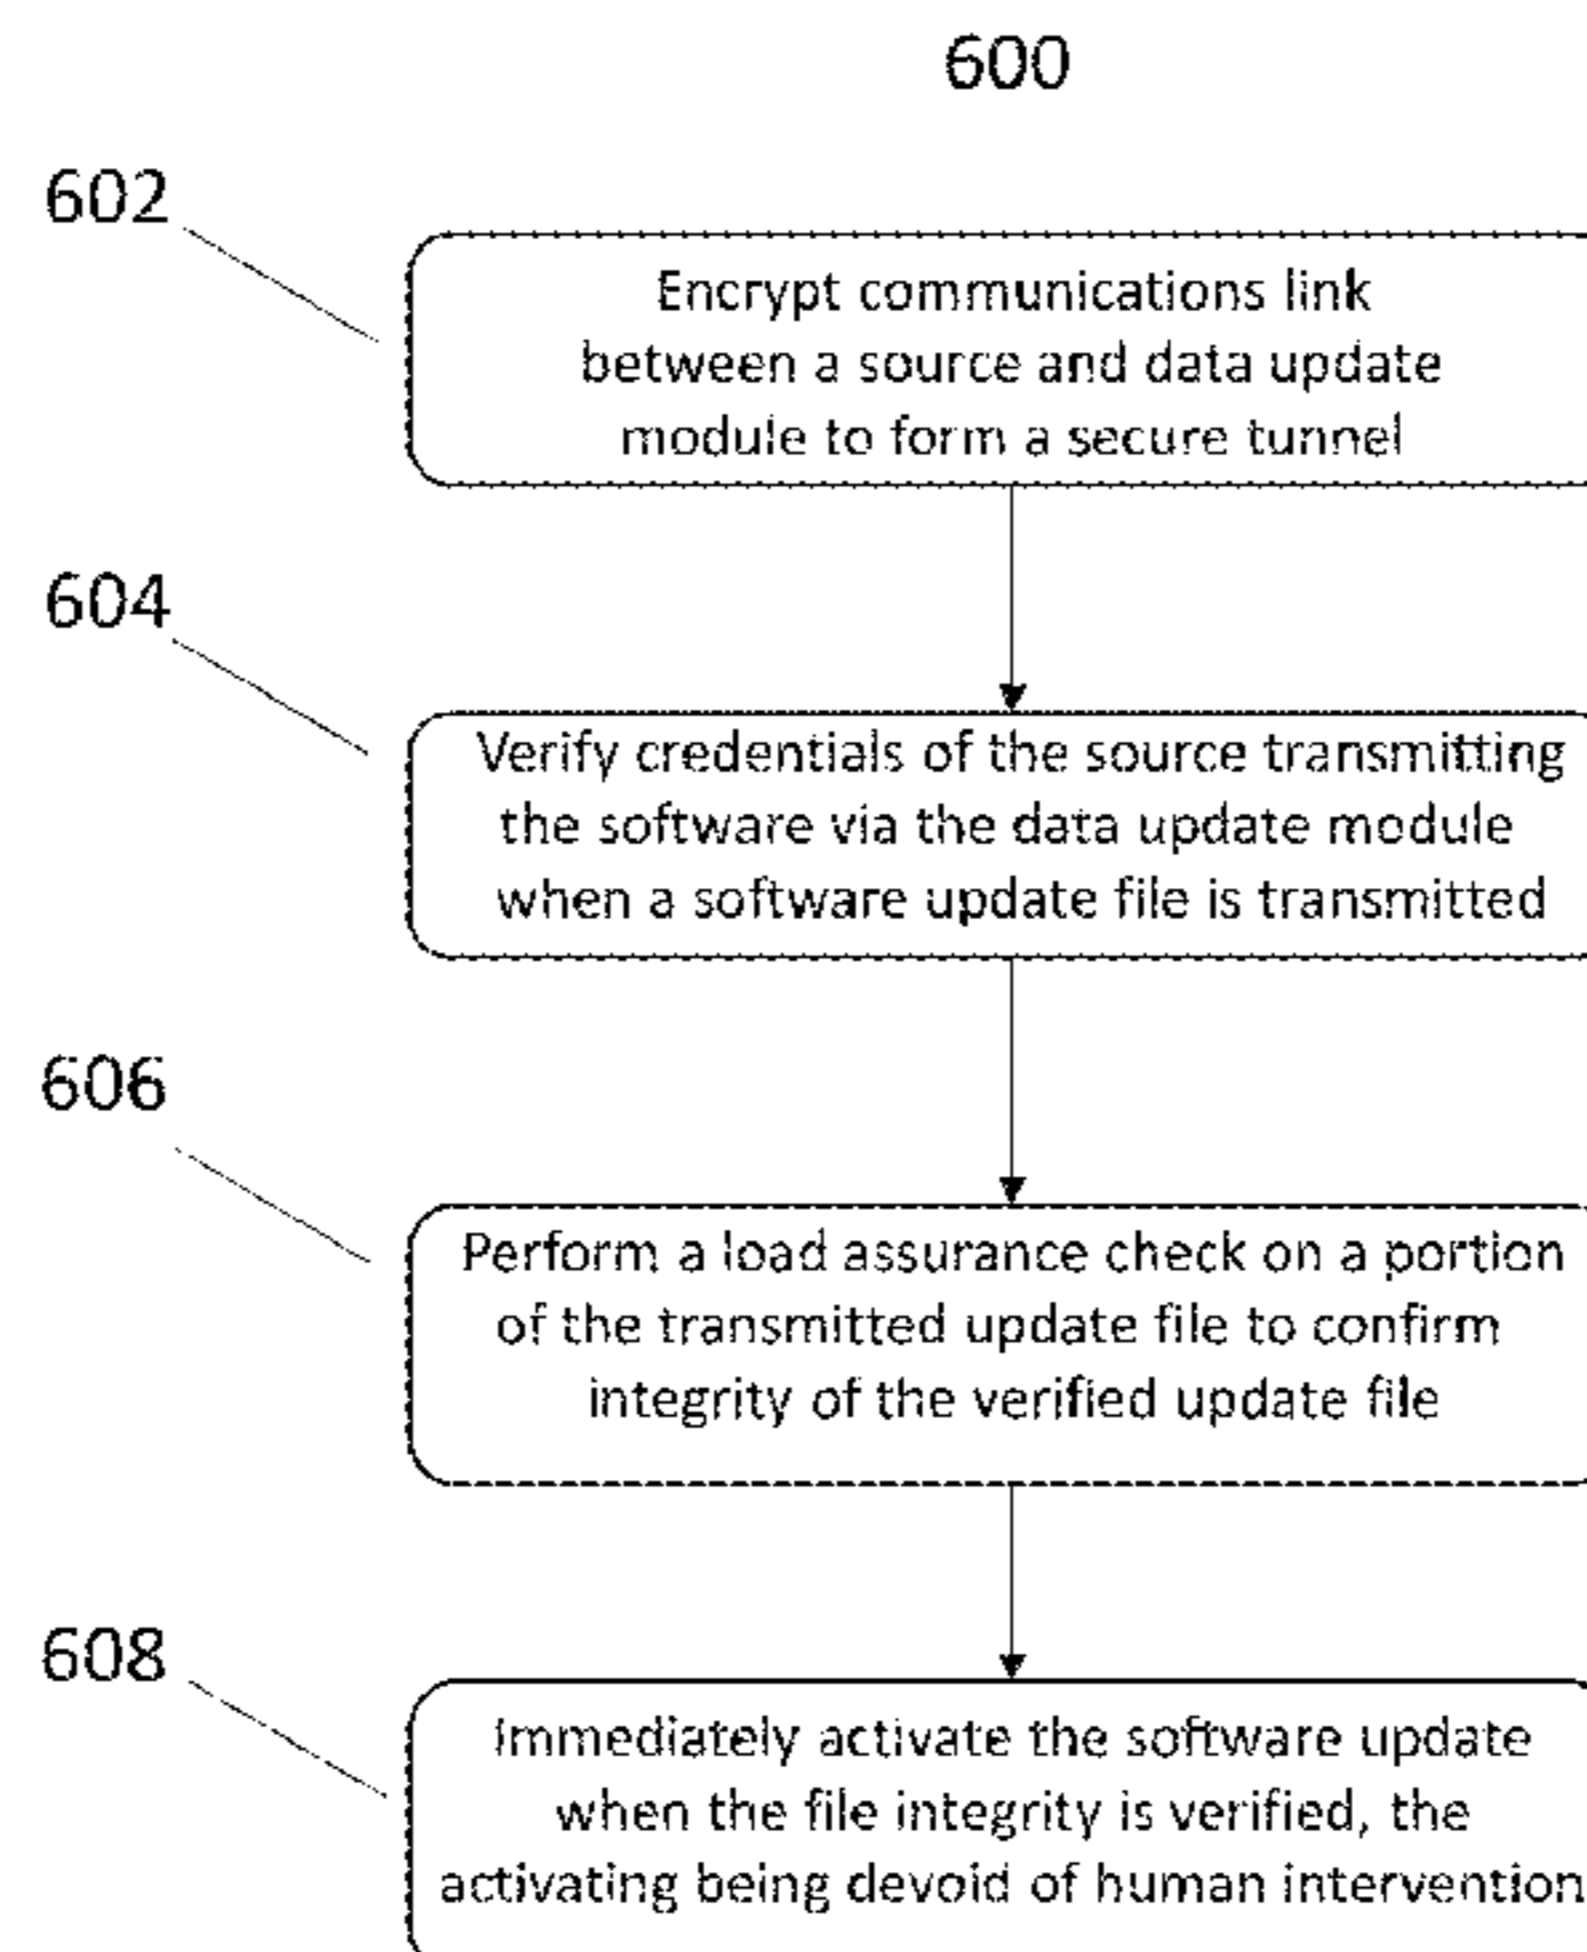 600
602
Encrypt communications link
between a source and data update
module to form a secure tunnel
604
Verify credentials of the source transmitting
the software via the data update module
when a software update file is transmitted
606
Perform a load assurance check on a portion
of the transmitted update file to confirm
integrity of the verified update file
608
Immediately activate the software update
when the file integrity is verified, the
activating being devoid of human intervention